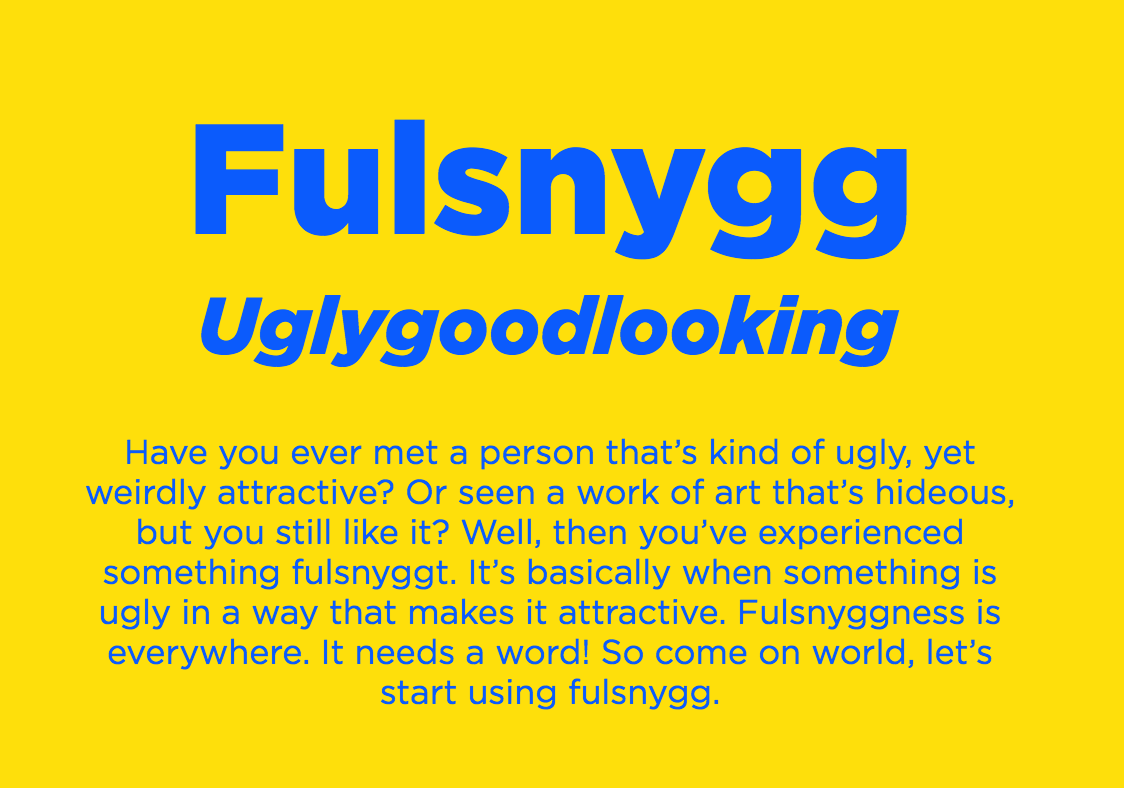 Fulsnygg
Uglygoodlooking
Have you ever met a person that’s kind of ugly, yet
weirdly attractive? Or seen a work of art that’s hideous,
but you still like it? Well, then you’ve experienced
something fulsnyggt. It’s basically when something is
ugly in a way that makes it attractive. Fulsnyggness is
everywhere. It needs a word! So come on world, let’s
start using fulsnygg.